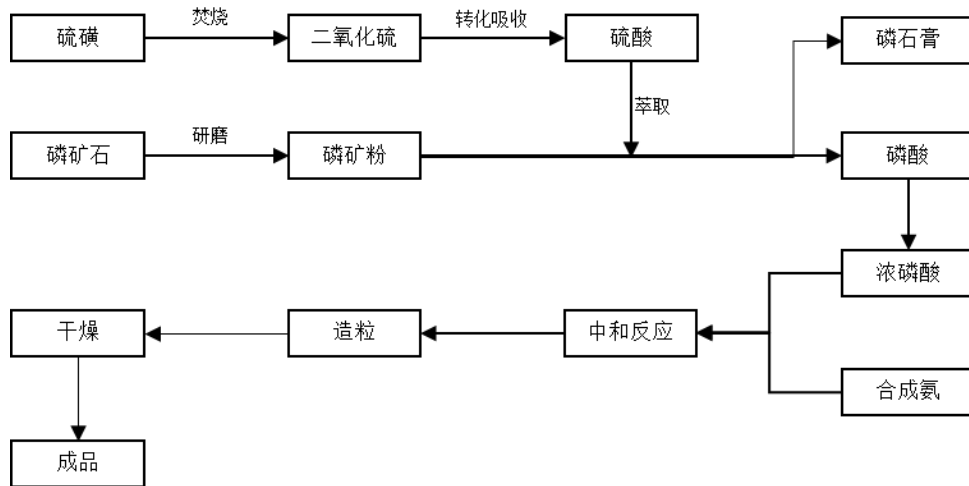 焚烧
转化吸收
硫磺
二氧化硫
硫酸
磷石膏
萃取
研磨
磷矿石
磷矿粉
磷酸
浓磷酸
干燥
造粒
中和反应
合成氨
成品